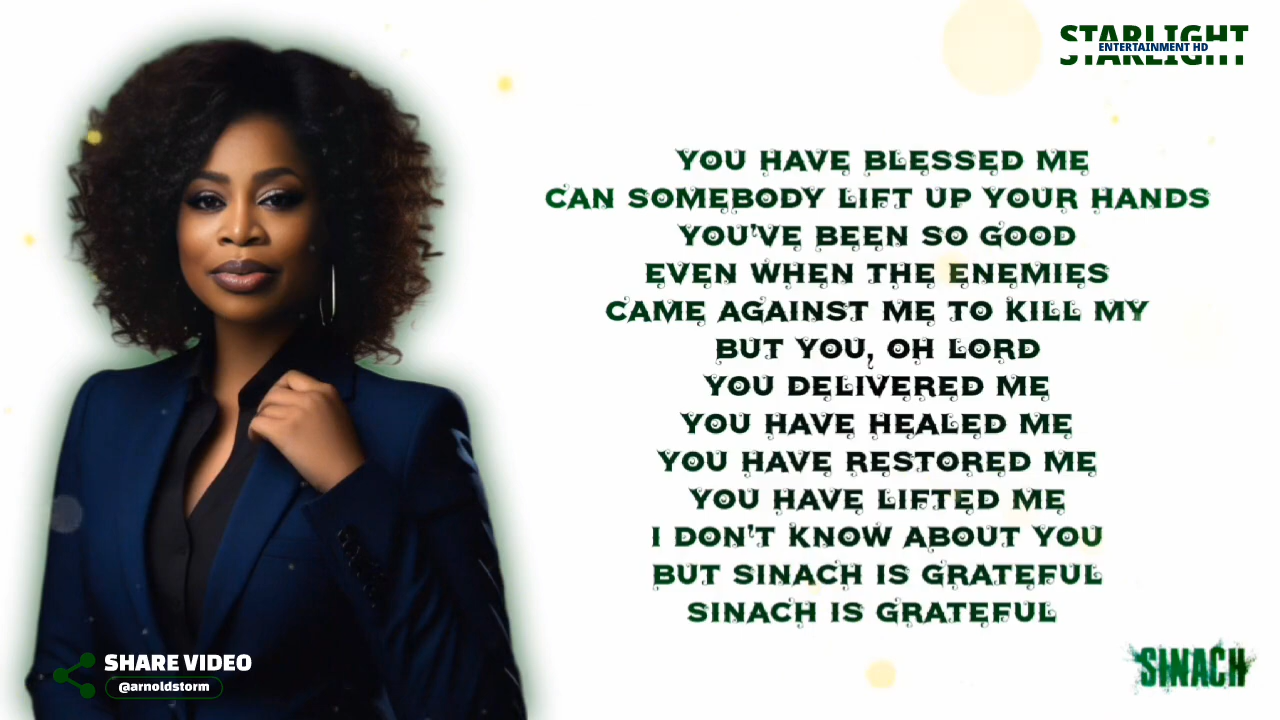 STARLIGHT
ENTERTAINMENT HD
STARLIGHT
YOU HAVE BLESSED ME
CAN SOMEBODY LIFT UP YOUR HANDS
YOU'VE BEEN SO GOOD
EVEN WHEN THE ENEMIES
CAME AGAINST ME TO KILL MY
BUT YOU, OH LORD
YOU DELIVERED ME
YOU HAVE HEALED ME
YOU HAVE RESTORED ME
YOU HAVE LIFTED ME
I DON'T KNOW ABOUT YOU
BUT SINACH IS GRATEFUL
SINACH IS GRATEFUL
SHARE VIDEO
@arnoldstorm
SINACH